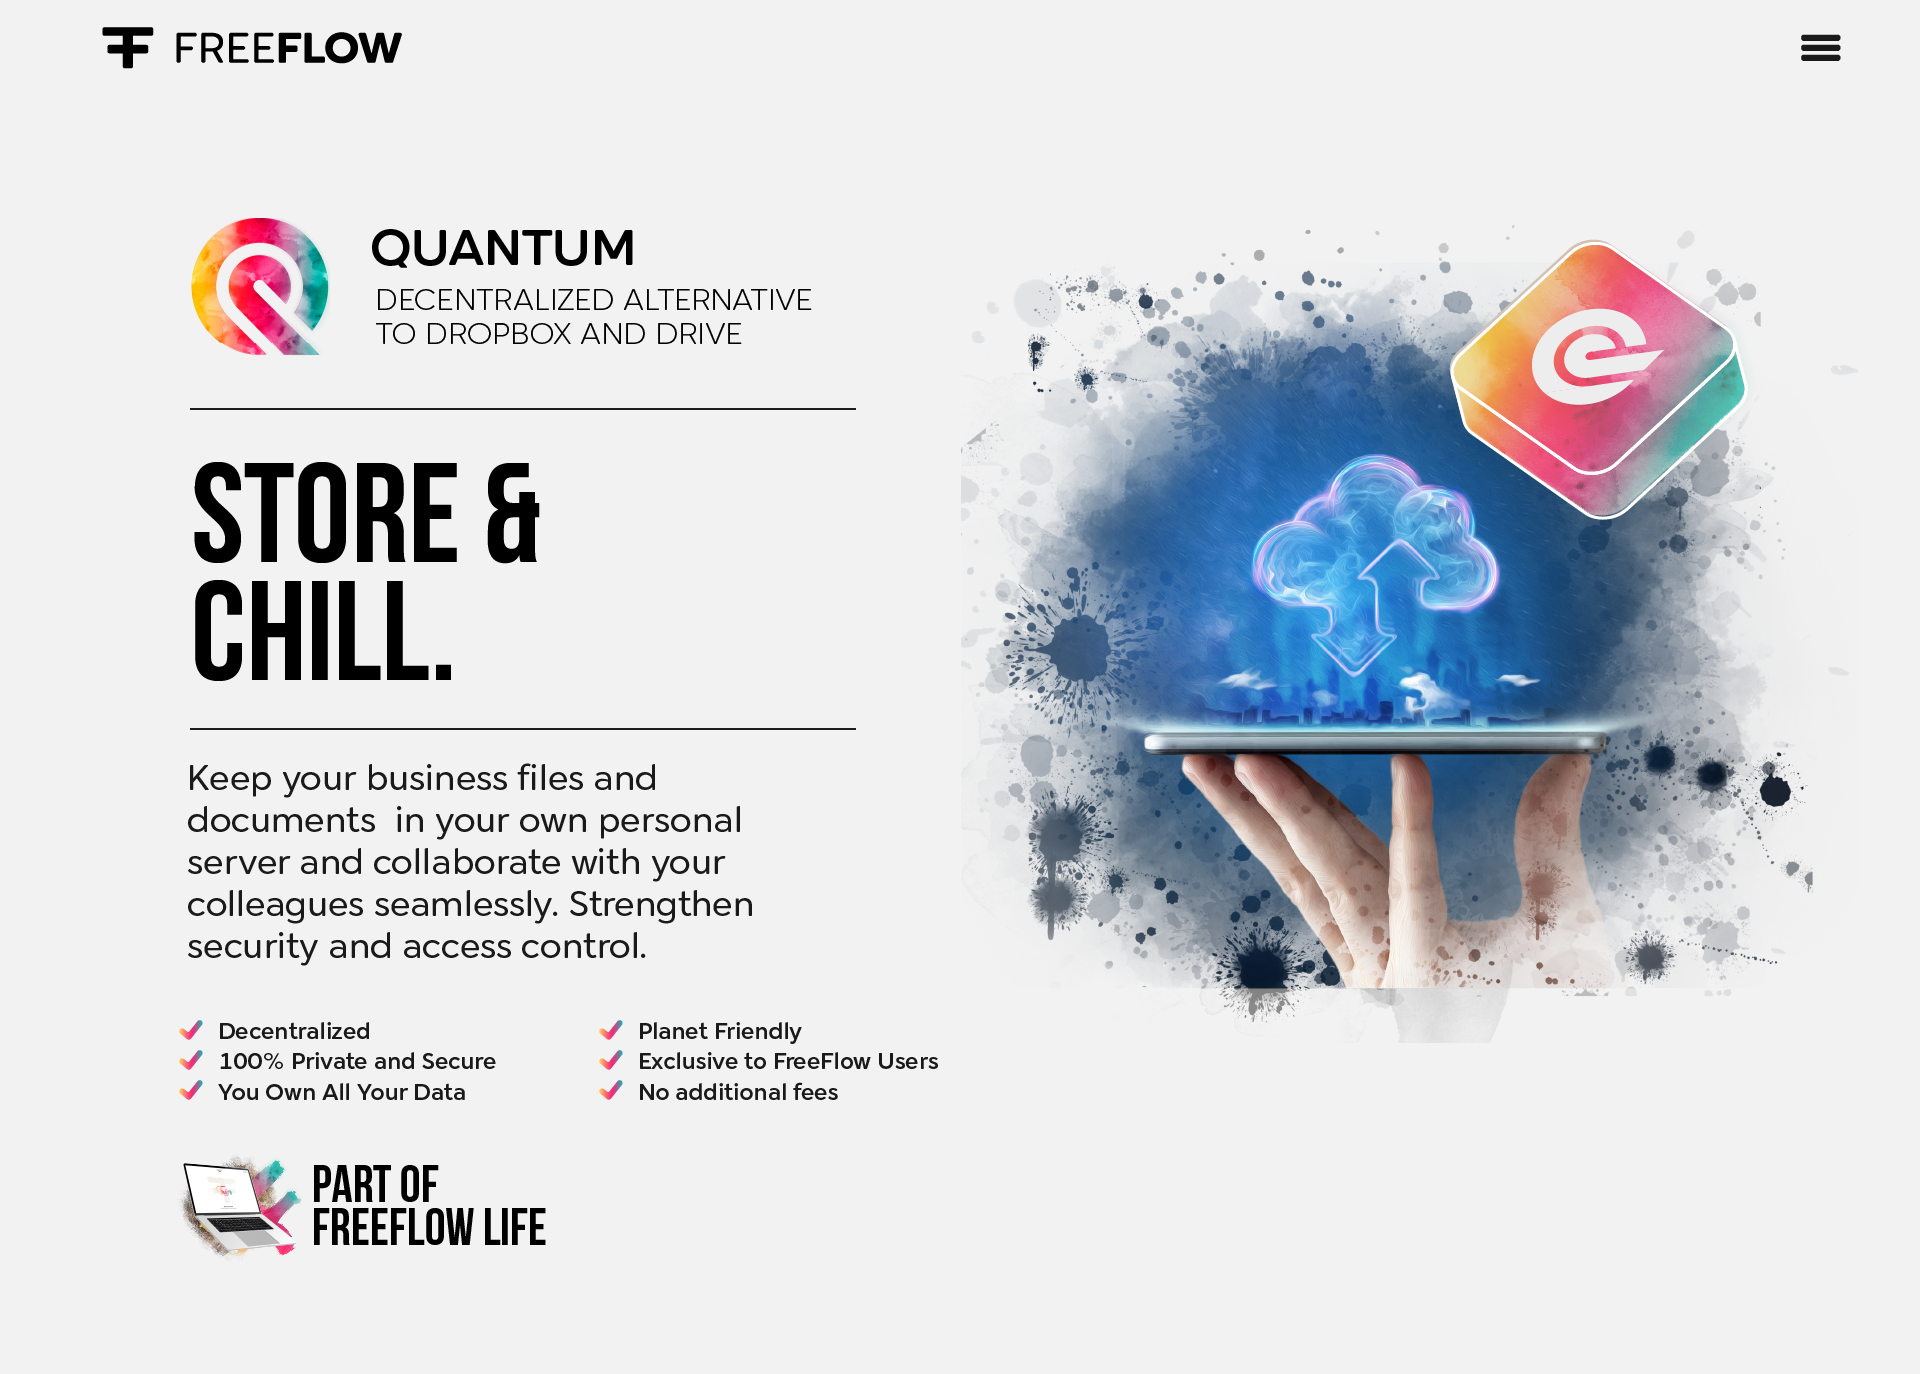 FREEFLOW
QUANTUM
DECENTRALIZED ALTERNATIVE
TO DROPBOX AND DRIVE
STORE &
CHILL.
Keep your business files and
documents  in your own personal
server and collaborate with your
colleagues seamlessly. Strengthen
security and access control.
Decentralized
100% Private and Secure
You Own All Your Data
Planet Friendly
Exclusive to FreeFlow Users
No additional fees
PART OF
FREEFLOW LIFE